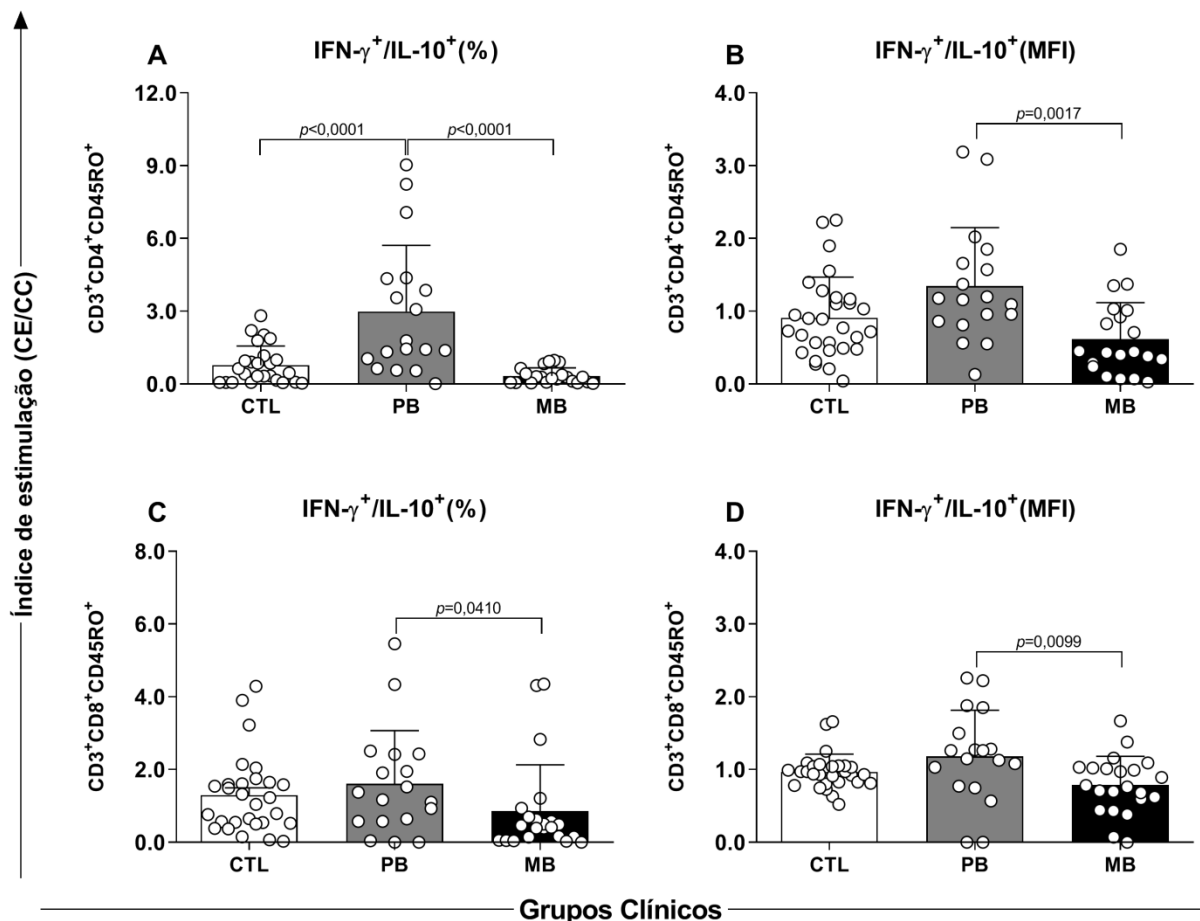 Índice de estimulação (CE/CC)
A
IFN-γ⁺/IL-10⁺(%)
CD3⁺CD4⁺CD45RO⁺
12.0
9.0
6.0
3.0
0.0
p<0,0001
p<0,0001
CTL PB MB
B
IFN-γ⁺/IL-10⁺(MFI)
CD3⁺CD4⁺CD45RO⁺
4.0
3.0
2.0
1.0
0.0
p=0,0017
CTL PB MB
C
IFN-γ⁺/IL-10⁺(%)
CD3⁺CD8⁺CD45RO⁺
8.0
6.0
4.0
2.0
0.0
p=0,0410
CTL PB MB
D
IFN-γ⁺/IL-10⁺(MFI)
CD3⁺CD8⁺CD45RO⁺
4.0
3.0
2.0
1.0
0.0
p=0,0099
CTL PB MB
Grupos Clínicos